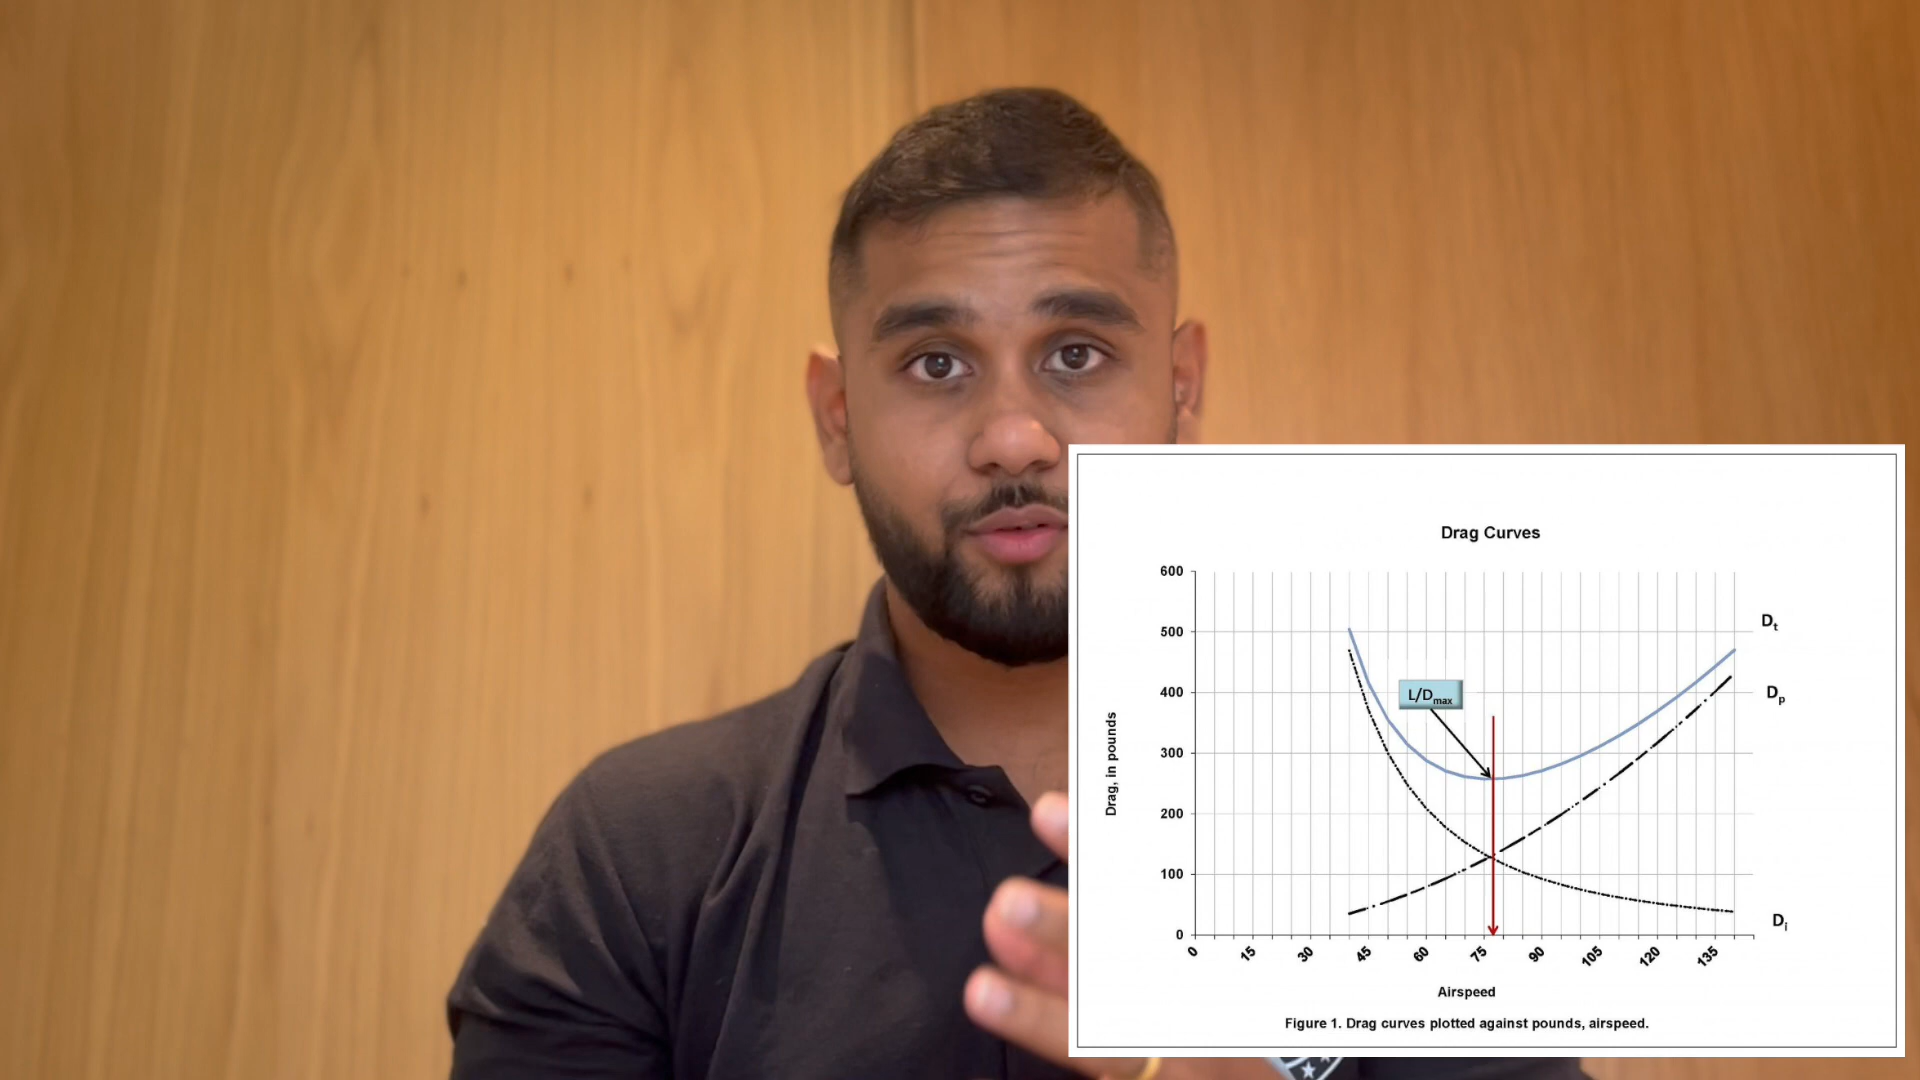 Drag Curves
600
500
400
300
200
100
0
Drag, in pounds
L/Dmax
Dt
Dp
Di
0 15 30 45 60 75 90 105 120 135
Airspeed
Figure 1. Drag curves plotted against pounds, airspeed.